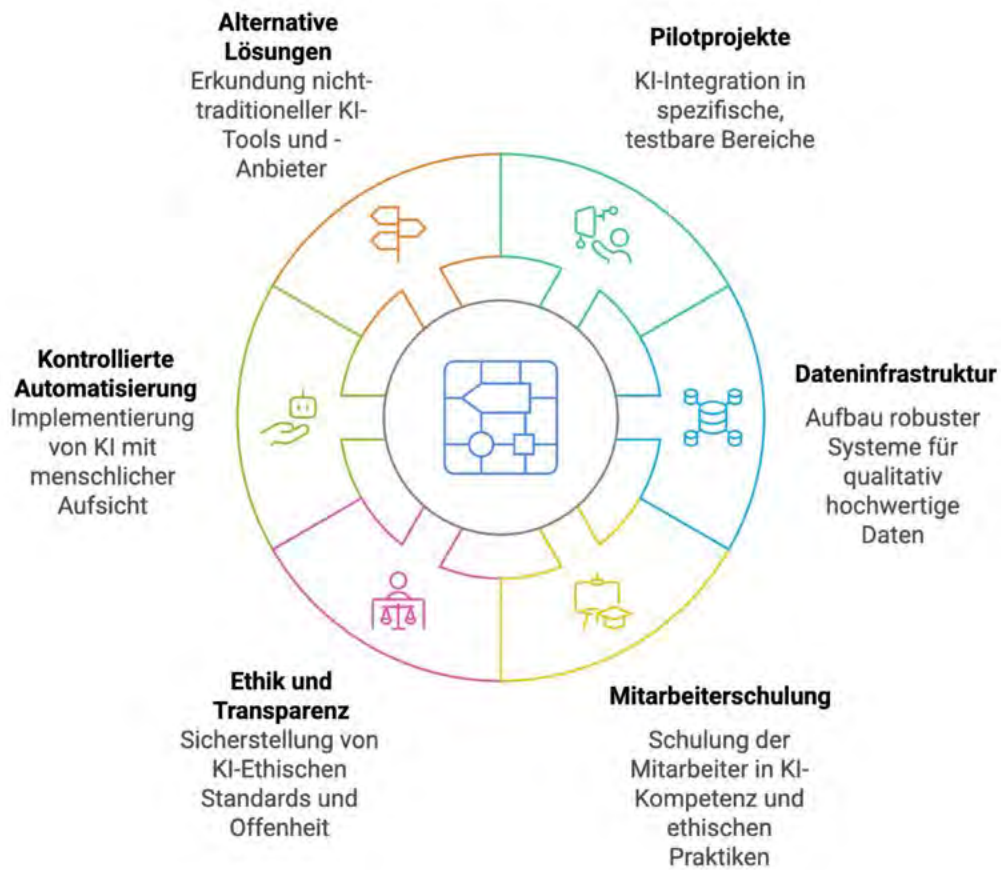 Alternative
Lösungen
Erkundung nicht-
traditioneller KI-
Tools und -
Anbieter
Pilotprojekte
KI-Integration in
spezifische,
testbare Bereiche
Kontrollierte
Automatisierung
Implementierung
von KI mit
menschlicher
Aufsicht
Dateninfrastruktur
Aufbau robuster
Systeme für
qualitativ
hochwertige
Daten
Ethik und
Transparenz
Sicherstellung von
KI-Ethischen
Standards und
Offenheit
Mitarbeiterschulung
Schulung der
Mitarbeiter in KI-
Kompetenz und
ethischen
Praktiken